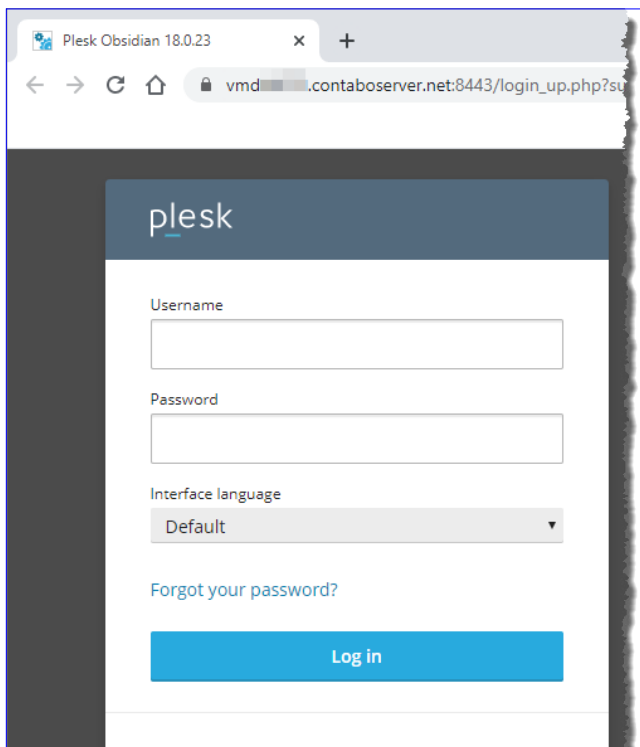 Plesk Obsidian 18.0.23
vmd .contaboserver.net:8443/login_up.php?su
plesk
Username
Password
Interface language
Default
Forgot your password?
Log in